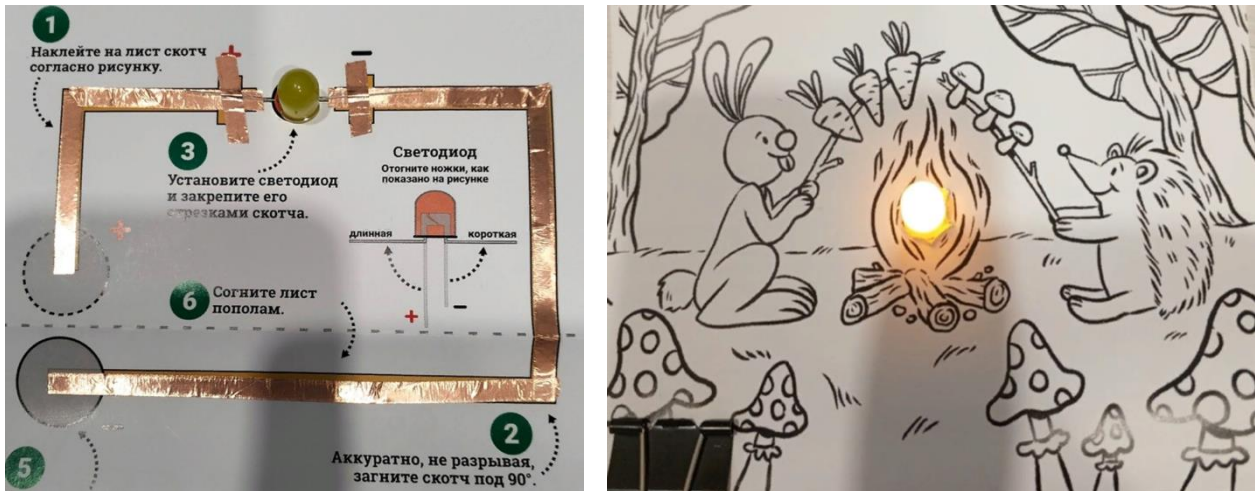 1
Наклейте на лист скотч
согласно рисунку.
+
−
3
Установите светодиод
и закрепите его
отрезками скотча.
Светодиод
Отогните ножки, как
показано на рисунке
длинная
короткая
+
−
+
6
Согните лист
пополам.
2
Аккуратно, не разрывая,
загните скотч под 90°.
5